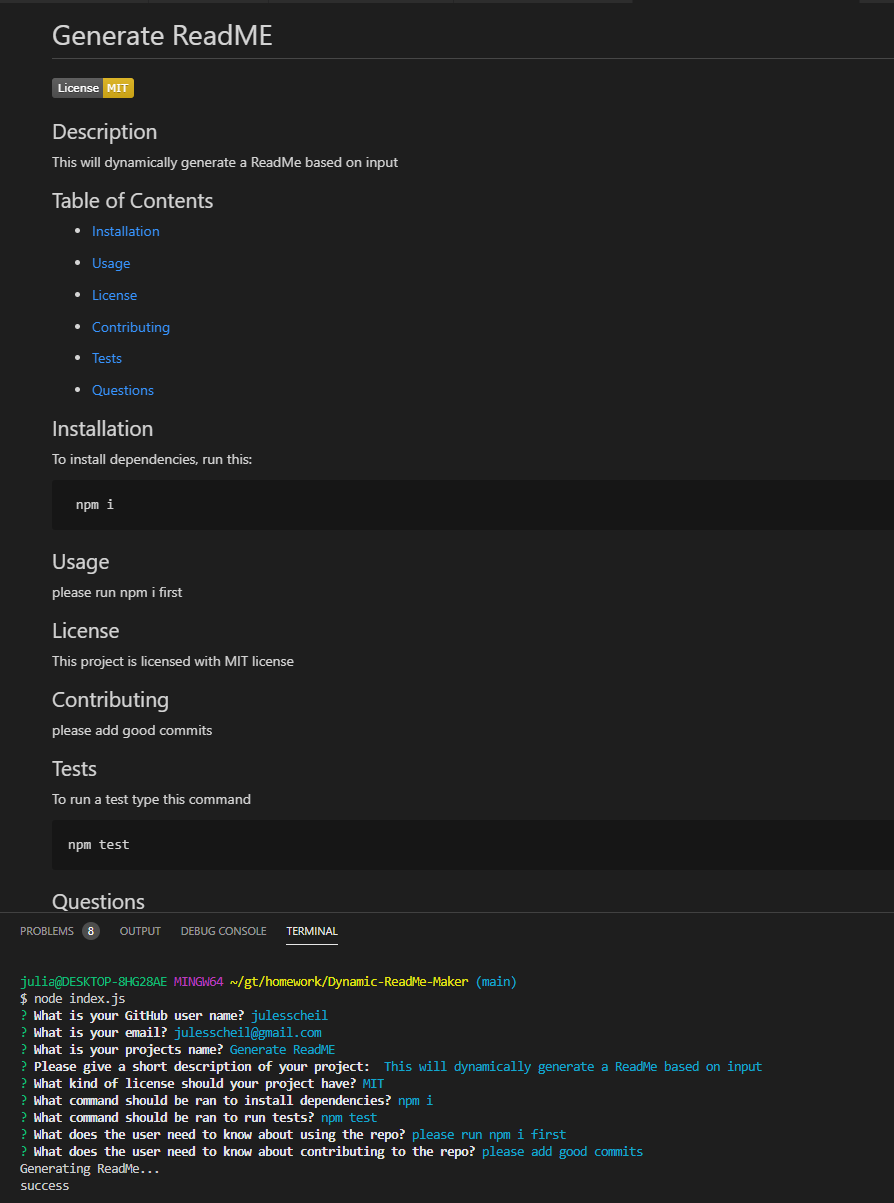 Generate ReadME
License MIT
Description
This will dynamically generate a ReadMe based on input
Table of Contents
Installation
Usage
License
Contributing
Tests
Questions
Installation
To install dependencies, run this:
npm i
Usage
please run npm i first
License
This project is licensed with MIT license
Contributing
please add good commits
Tests
To run a test type this command
npm test
Questions
PROBLEMS 8 OUTPUT DEBUG CONSOLE TERMINAL
julia@DESKTOP-8HG28AE MINGW64 ~/gt/homework/Dynamic-ReadMe-Maker (main)
$ node index.js
? What is your GitHub user name? julesscheil
? What is your email? julesscheil@gmail.com
? What is your projects name? Generate ReadME
? Please give a short description of your project:  This will dynamically generate a ReadMe based on input
? What kind of license should your project have? MIT
? What command should be ran to install dependencies? npm i
? What command should be ran to run tests? npm test
? What does the user need to know about using the repo? please run npm i first
? What does the user need to know about contributing to the repo? please add good commits
Generating ReadMe...
success